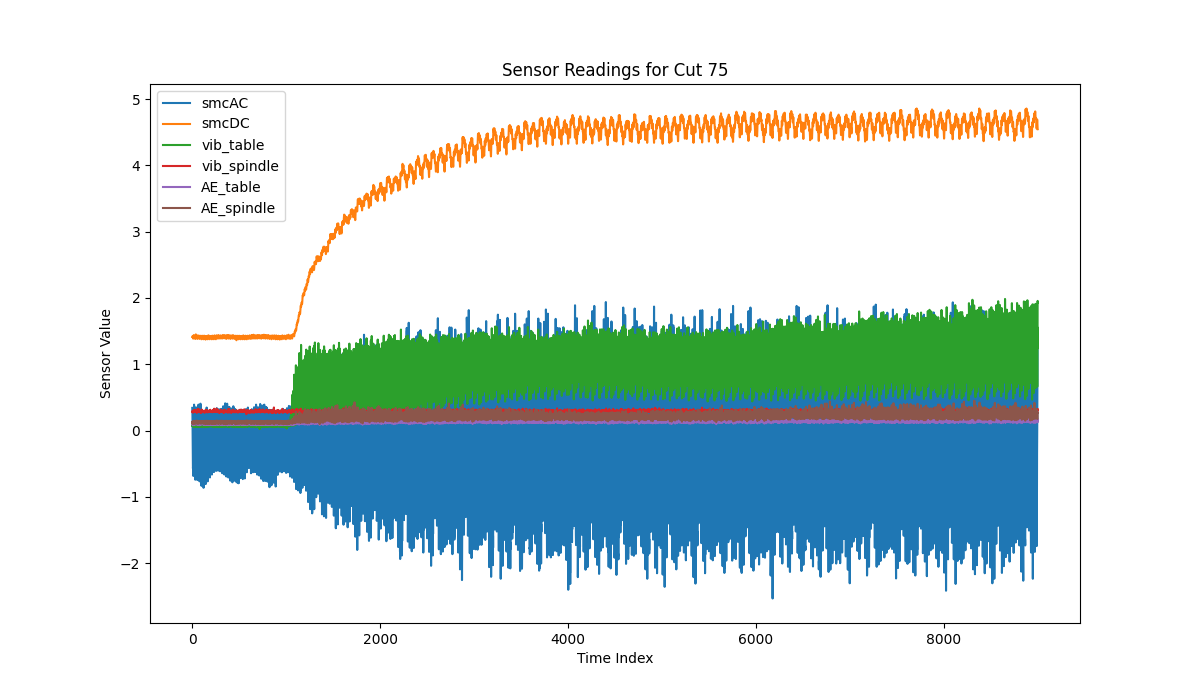 Sensor Readings for Cut 75
smcAC
smcDC
vib_table
vib_spindle
AE_table
AE_spindle
Sensor Value
5
4
3
2
1
0
−1
−2
0 2000 4000 6000 8000
Time Index